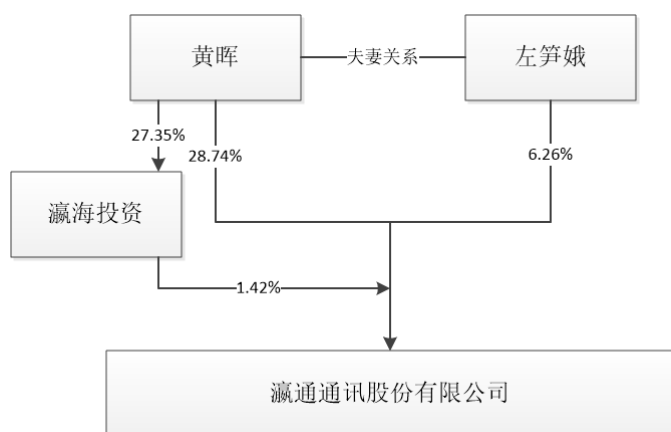 黄晖
夫妻关系
左笋娥
27.35%
28.74%
6.26%
瀛海投资
1.42%
瀛通通讯股份有限公司